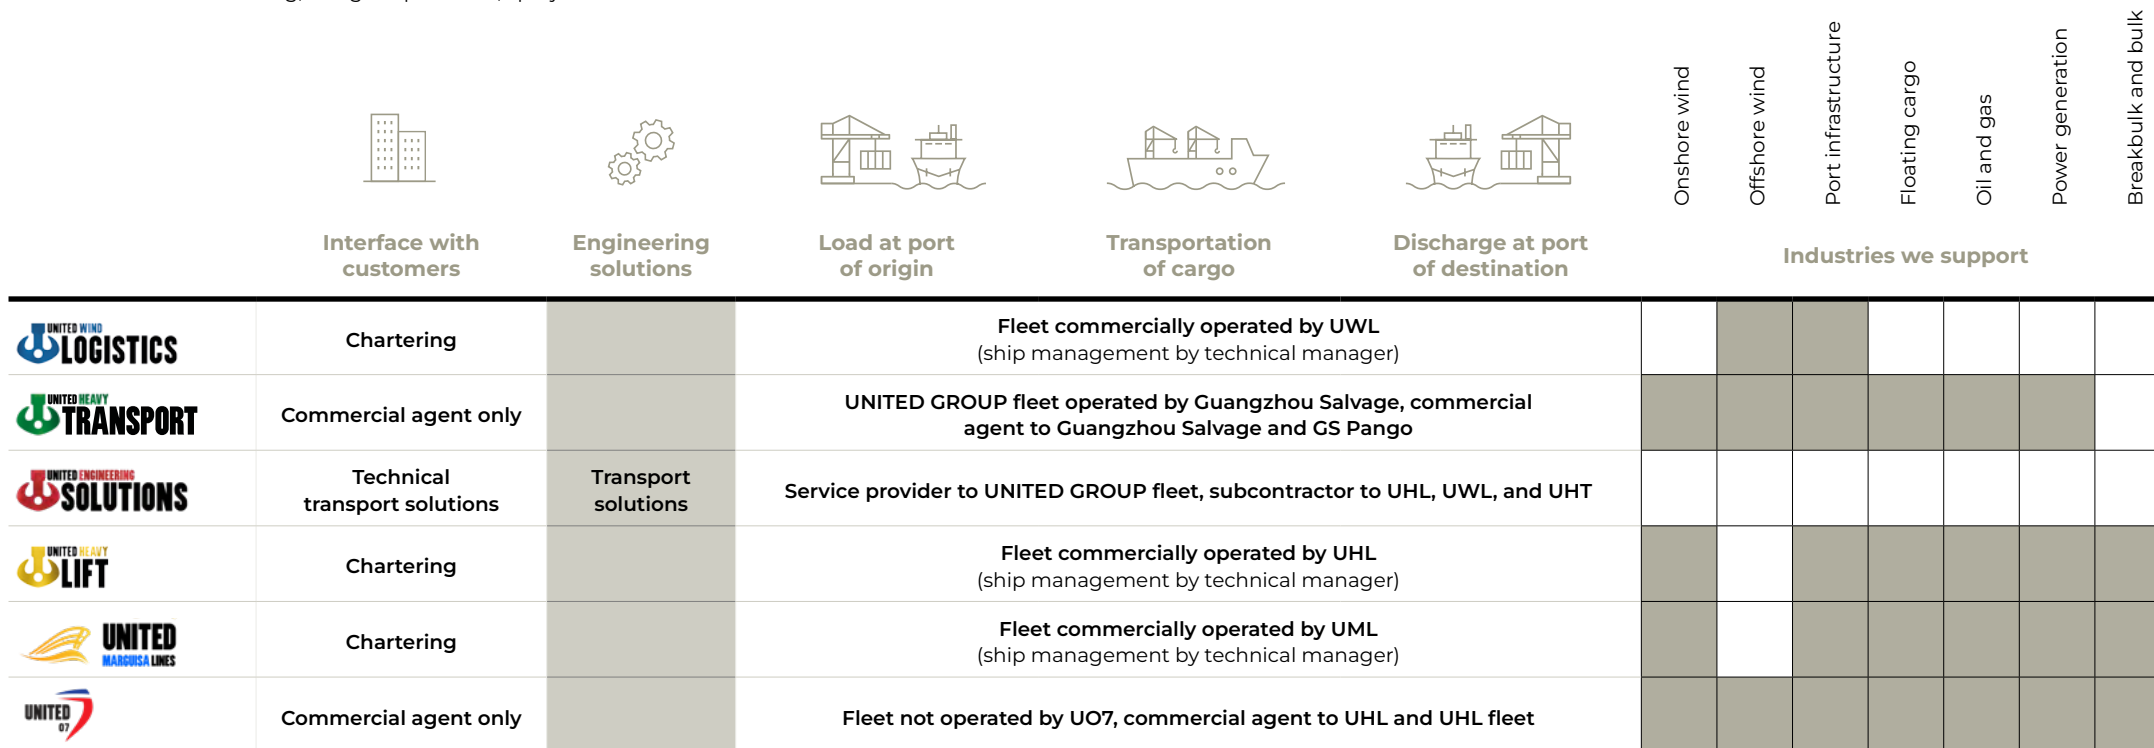 Onshore wind
Offshore wind
Port infrastructure
Floating cargo
Oil and gas
Power generation
Breakbulk and bulk
Interface with
customers
Engineering
solutions
Load at port
of origin
Transportation
of cargo
Discharge at port
of destination
Industries we support
UNITED WIND
LOGISTICS
Chartering
Fleet commercially operated by UWL
(ship management by technical manager)
UNITED HEAVY
TRANSPORT
Commercial agent only
UNITED GROUP fleet operated by Guangzhou Salvage, commercial
agent to Guangzhou Salvage and GS Pango
UNITED ENGINEERING
SOLUTIONS
Technical
transport solutions
Transport
solutions
Service provider to UNITED GROUP fleet, subcontractor to UHL, UWL, and UHT
UNITED HEAVY
LIFT
Chartering
Fleet commercially operated by UHL
(ship management by technical manager)
UNITED
MARGUISA LINES
Chartering
Fleet commercially operated by UML
(ship management by technical manager)
UNITED
07
Commercial agent only
Fleet not operated by UO7, commercial agent to UHL and UHL fleet